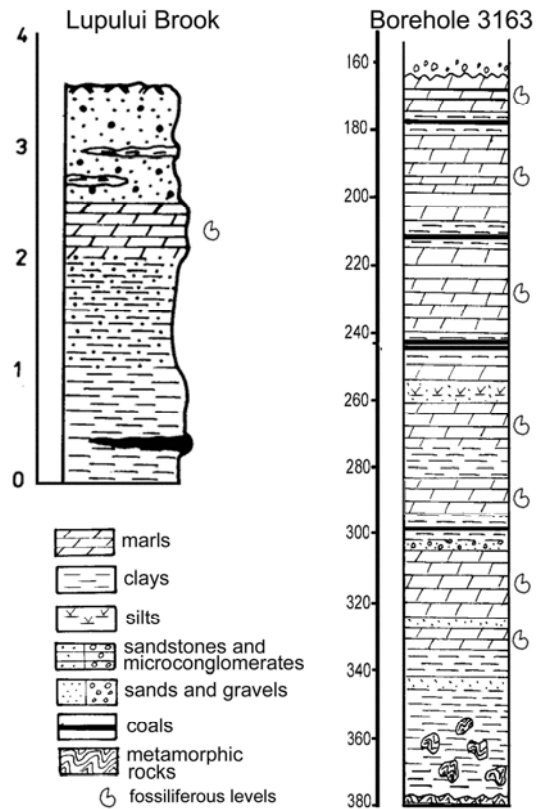 Lupului Brook
4
3
2
1
0
marls
clays
silts
sandstones and
microconglomerates
sands and gravels
coals
metamorphic
rocks
fossiliferous levels
Borehole 3163
160
180
200
220
240
260
280
300
320
340
360
380